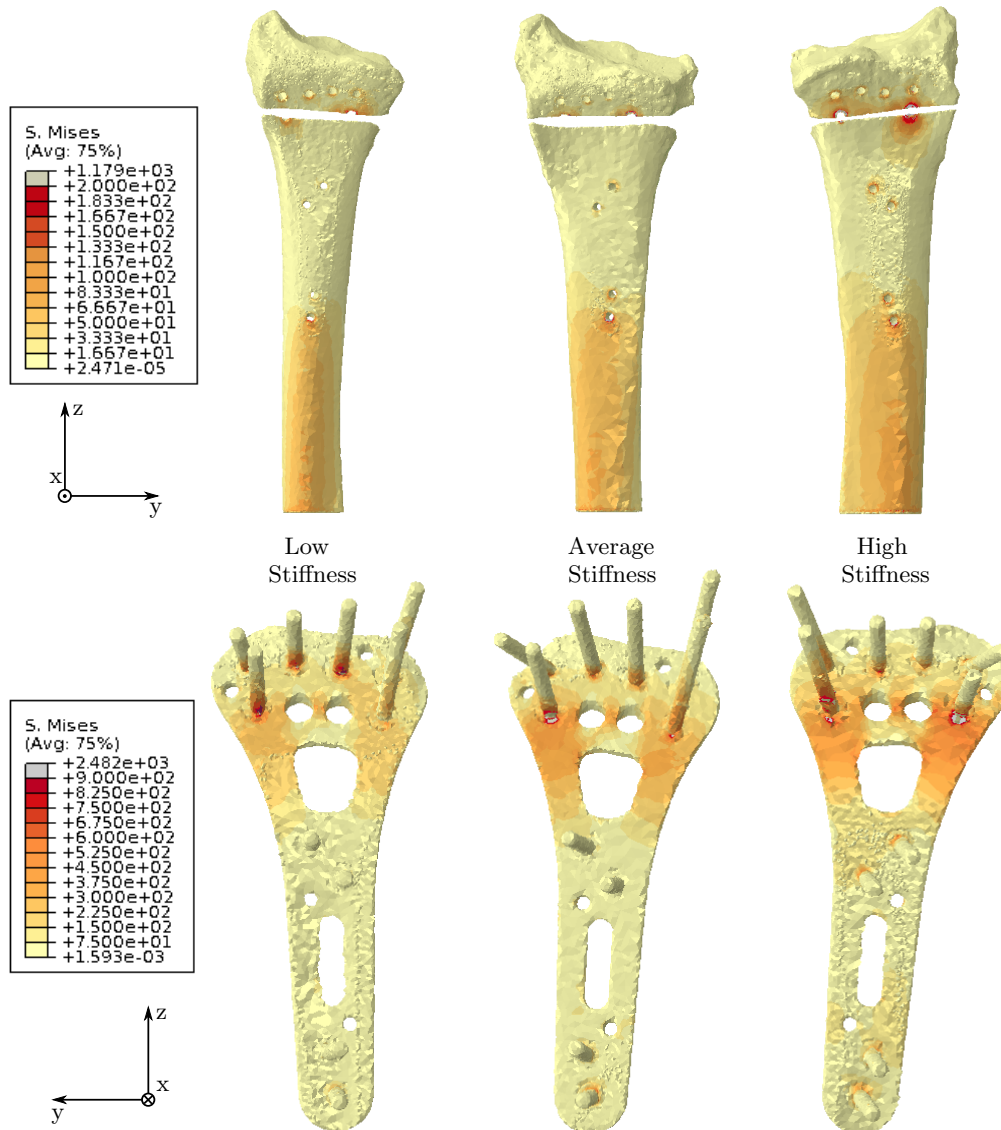 S. Mises
(Avg: 75%)
+1.179e+03
+2.000e+02
+1.833e+02
+1.667e+02
+1.500e+02
+1.333e+02
+1.167e+02
+1.000e+02
+8.333e+01
+6.667e+01
+5.000e+01
+3.333e+01
+1.667e+01
+2.471e-05
z
x
y
Low
Stiffness
Average
Stiffness
High
Stiffness
S. Mises
(Avg: 75%)
+2.482e+03
+9.000e+02
+8.250e+02
+7.500e+02
+6.750e+02
+6.000e+02
+5.250e+02
+4.500e+02
+3.750e+02
+3.000e+02
+2.250e+02
+1.500e+02
+7.500e+01
+1.593e-03
z
x
y